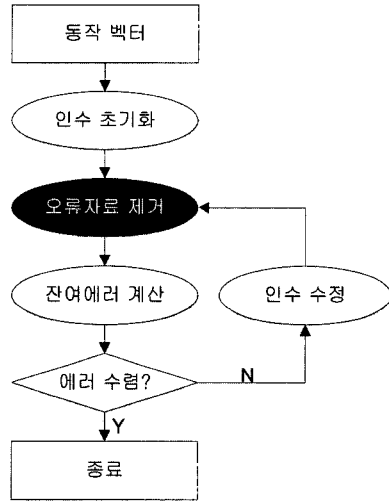 동작 벡터
인수 초기화
오류자료 제거
잔여에러 계산
인수 수정
에러 수렴?
N
Y
종료